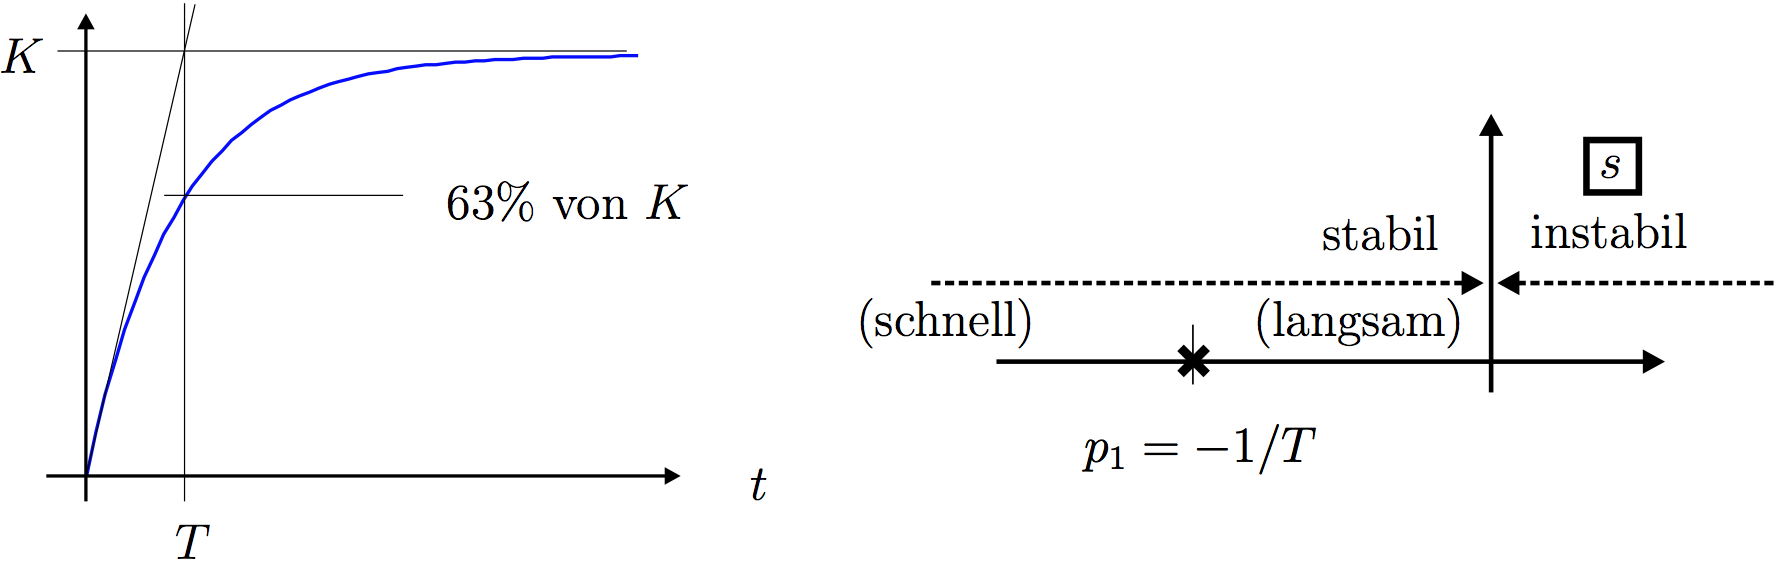 K
63% von K
t
T
s
stabil
instabil
(schnell)
(langsam)
p₁ = −1/T